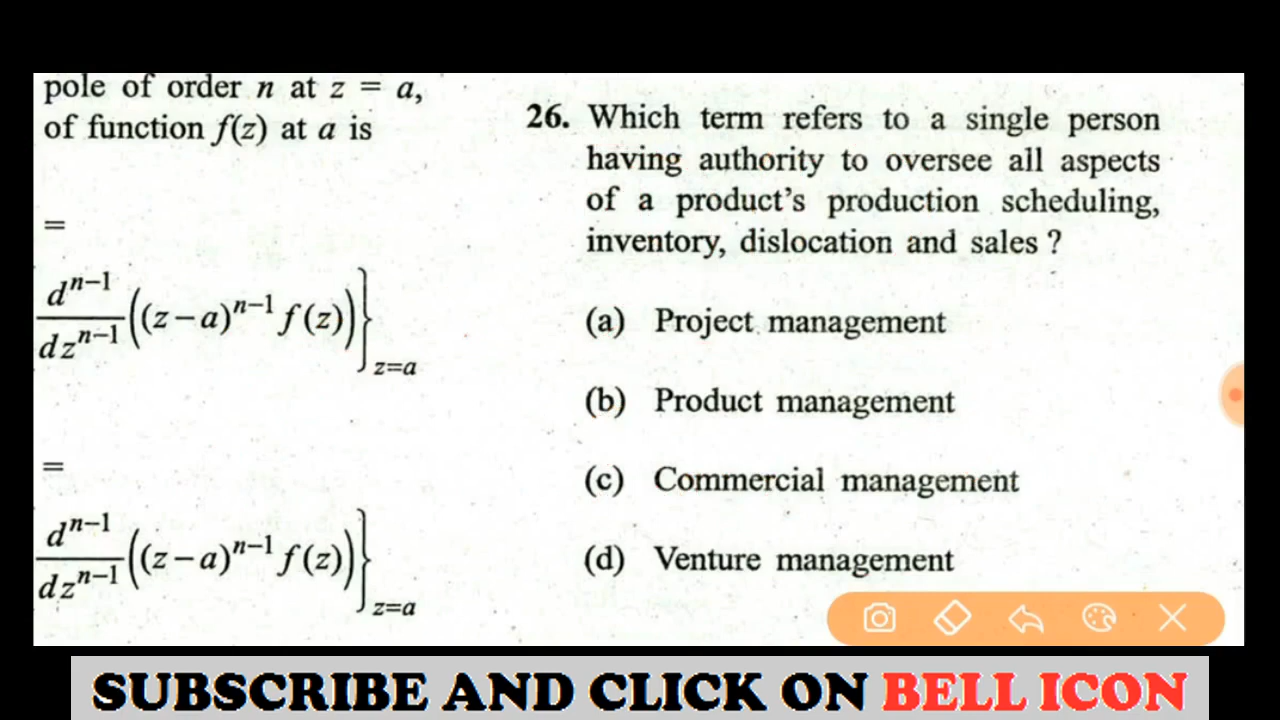 pole of order n at z = a,
of function f(z) at a is
=
d^{n−1}/dz^{n−1} ((z−a)^{n−1} f(z))}_{z=a}
=
d^{n−1}/dz^{n−1} ((z−a)^{n−1} f(z))}_{z=a}
26. Which term refers to a single person
having authority to oversee all aspects
of a product's production scheduling,
inventory, dislocation and sales ?
(a) Project management
(b) Product management
(c) Commercial management
(d) Venture management
SUBSCRIBE AND CLICK ON BELL ICON